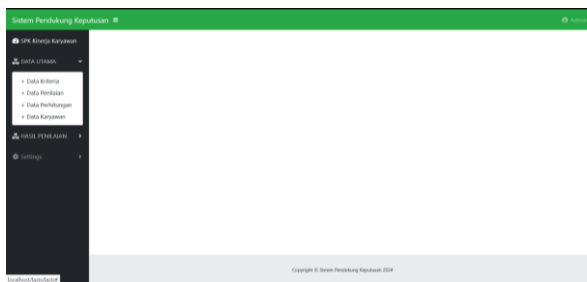 Sistem Pendukung Keputusan
Admin
SPK Kinerja Karyawan
DATA UTAMA
Data Kriteria
Data Penilaian
Data Perhitungan
Data Karyawan
HASIL PENILAIAN
Settings
Copyright © Sistem Pendukung Keputusan 2024